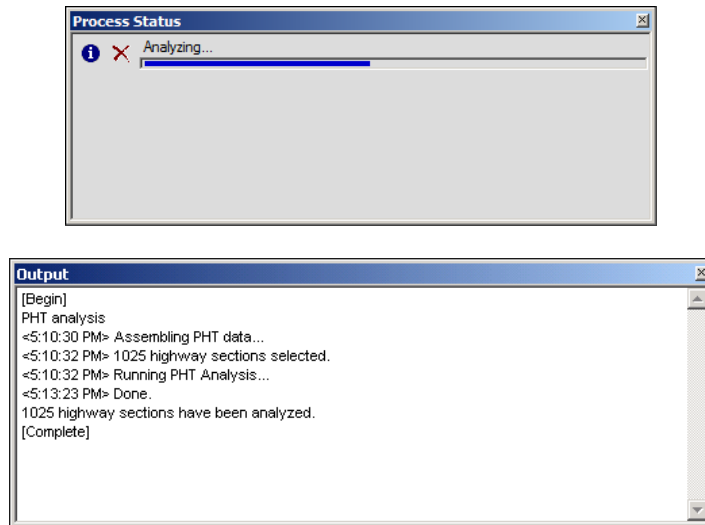 Process Status
Analyzing...
Output
[Begin]
PHT analysis
<5:10:30 PM> Assembling PHT data...
<5:10:32 PM> 1025 highway sections selected.
<5:10:32 PM> Running PHT Analysis...
<5:13:23 PM> Done.
1025 highway sections have been analyzed.
[Complete]